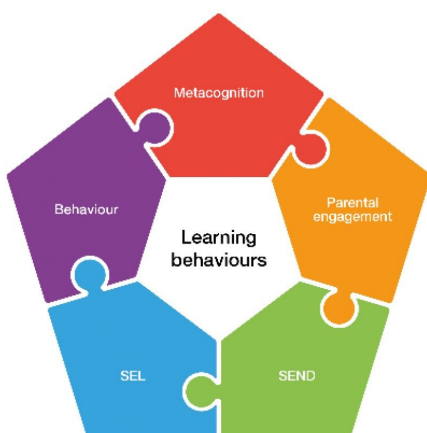 Metacognition
Behaviour
Parental
engagement
Learning
behaviours
SEL
SEND